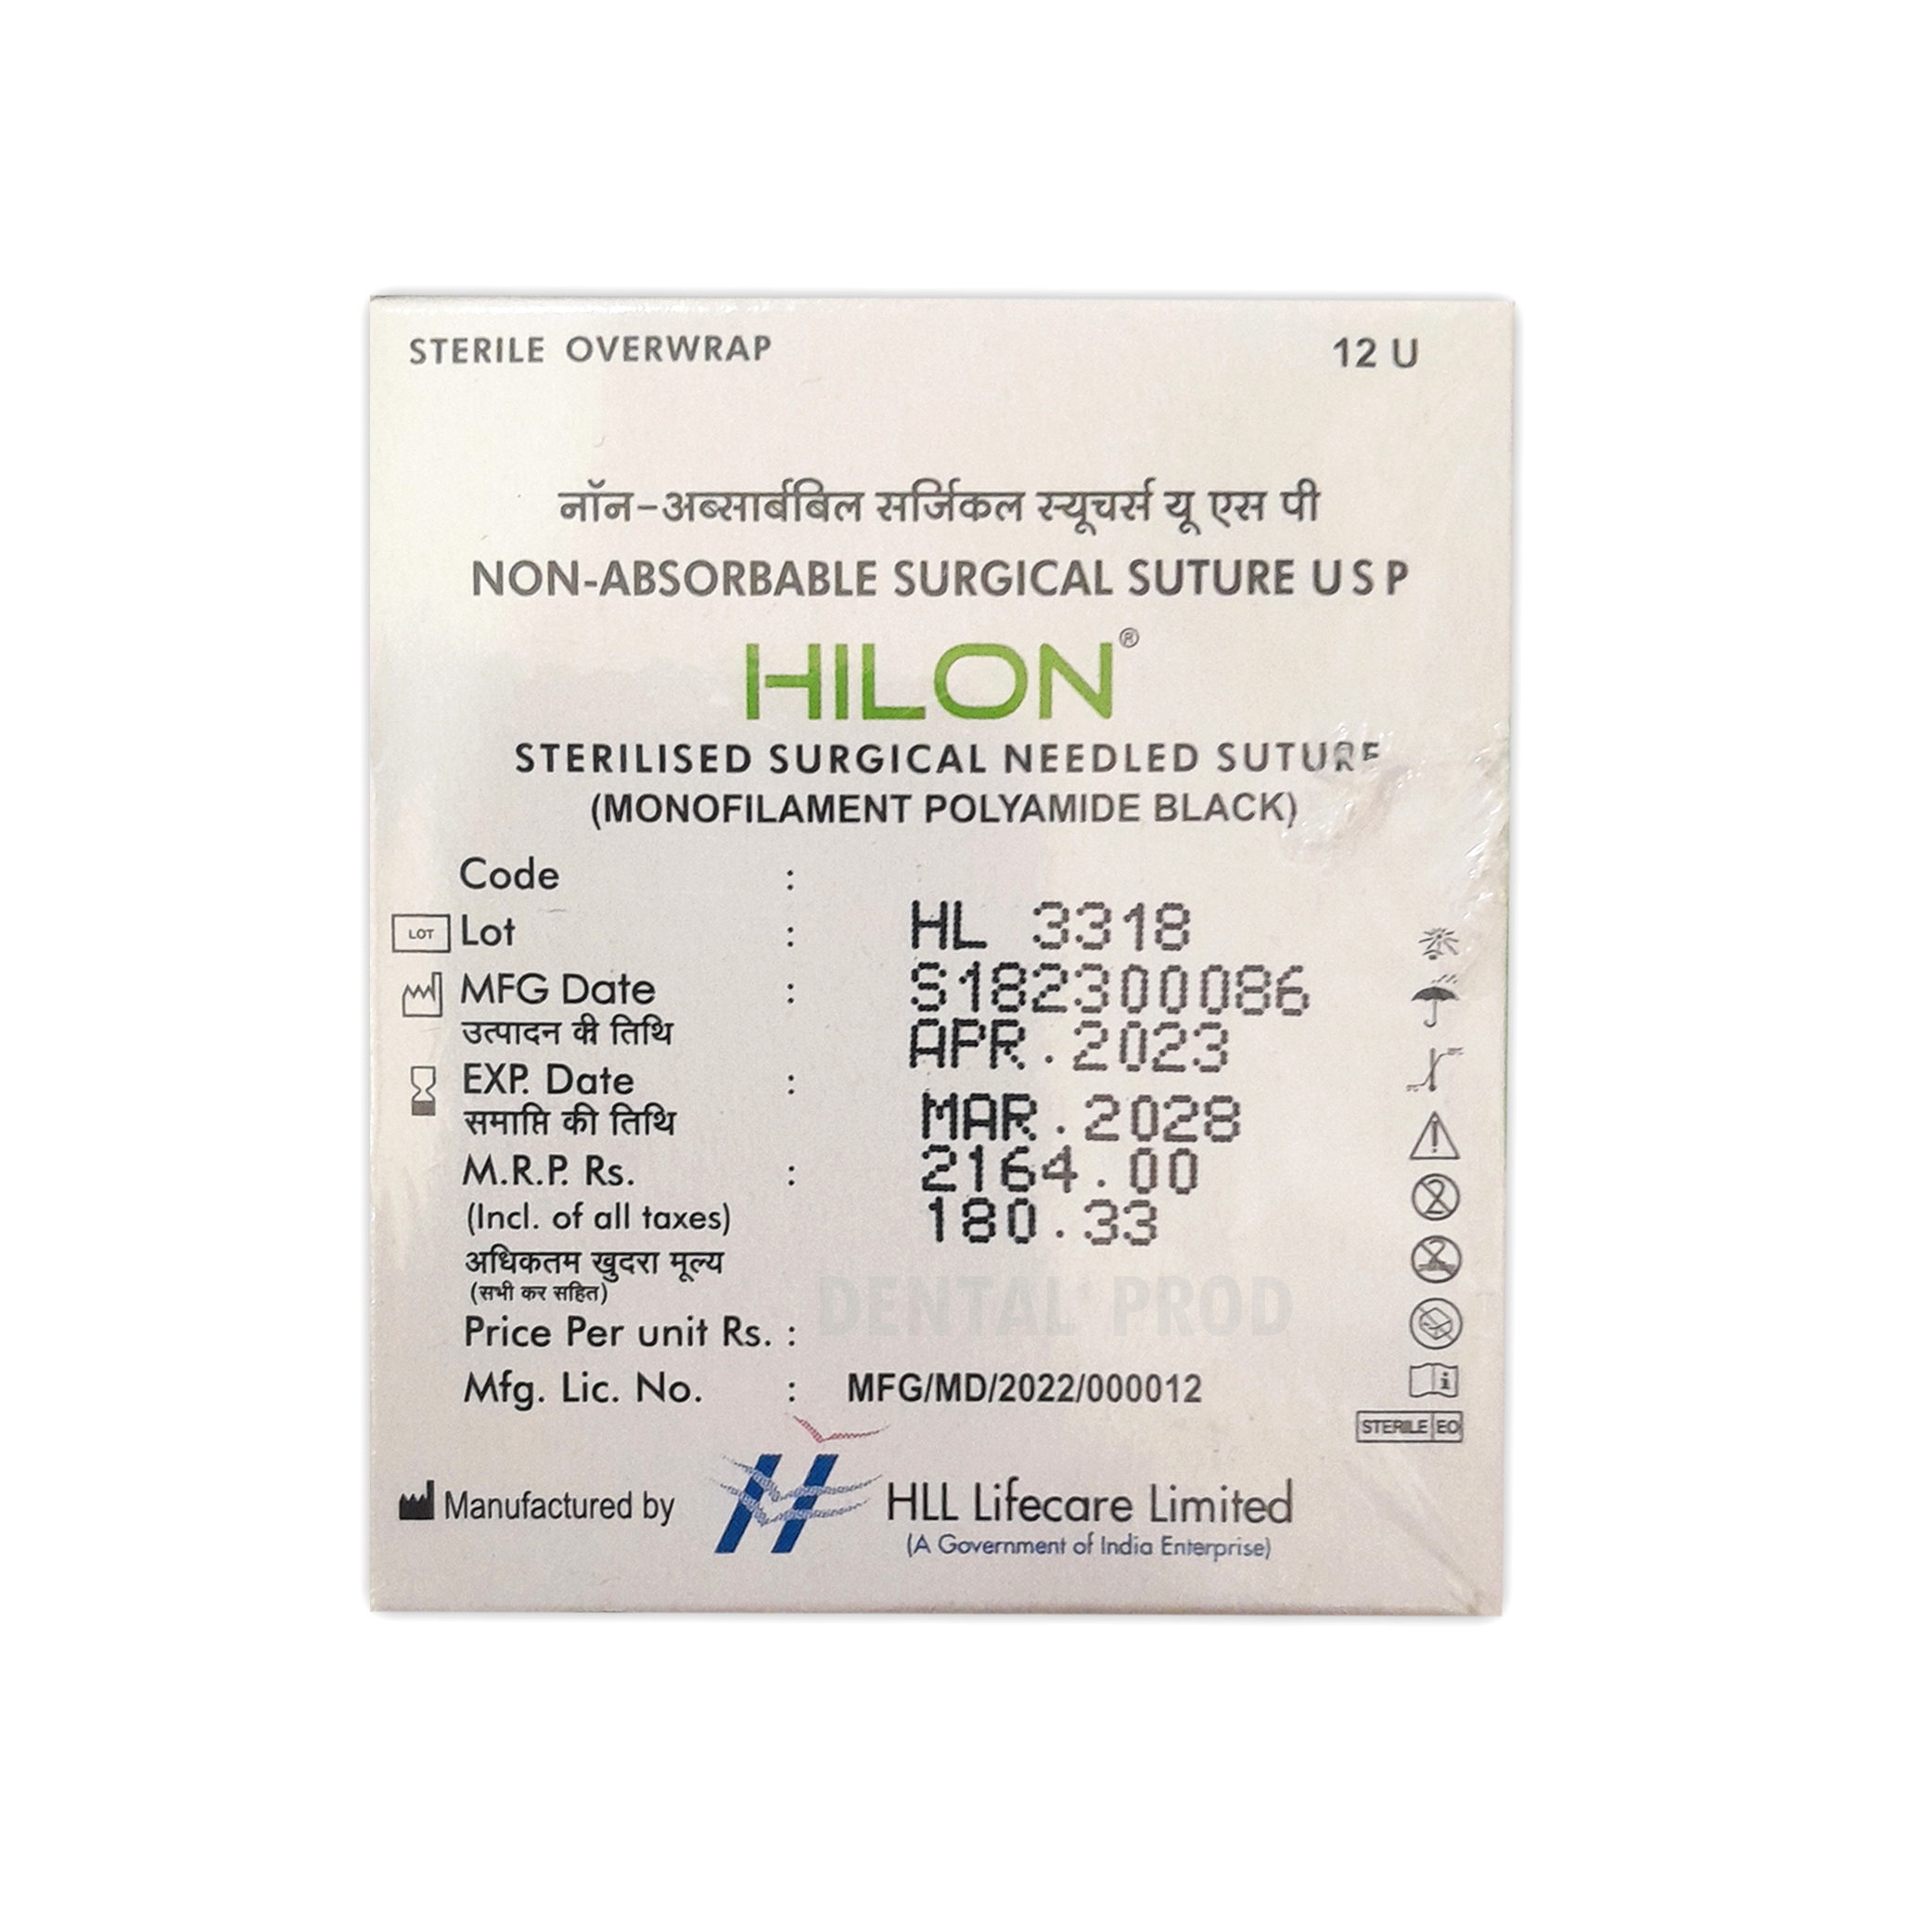 STERILE OVERWRAP 12 U
नॉन-अब्सार्बबिल सर्जिकल स्यूचर्स यू एस पी
NON-ABSORBABLE SURGICAL SUTURE U S P
HILON®
STERILISED SURGICAL NEEDLED SUTURE
(MONOFILAMENT POLYAMIDE BLACK)
Code :
LOT Lot : HL 3318
MFG Date : S182300086
उत्पादन की तिथि APR.2023
EXP. Date :
समाप्ति की तिथि MAR.2028
M.R.P. Rs. : 2164.00
(Incl. of all taxes) 180.33
अधिकतम खुदरा मूल्य
(सभी कर सहित)
DENTAL PROD
Price Per unit Rs. :
Mfg. Lic. No. : MFG/MD/2022/000012
STERILE EO
Manufactured by HLL Lifecare Limited
(A Government of India Enterprise)